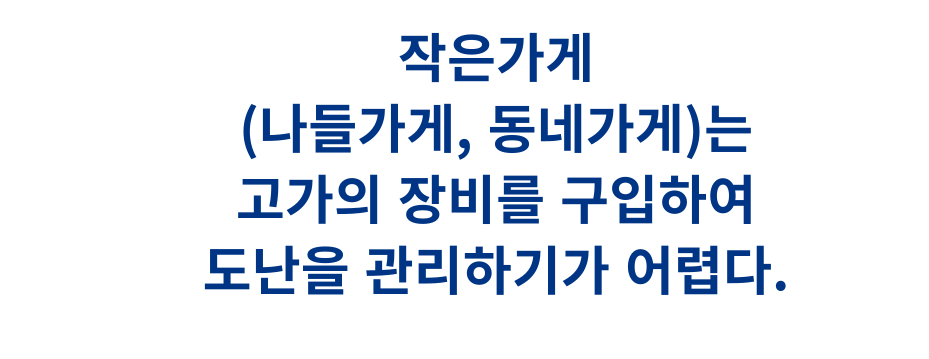 작은가게
(나들가게, 동네가게)는
고가의 장비를 구입하여
도난을 관리하기가 어렵다.